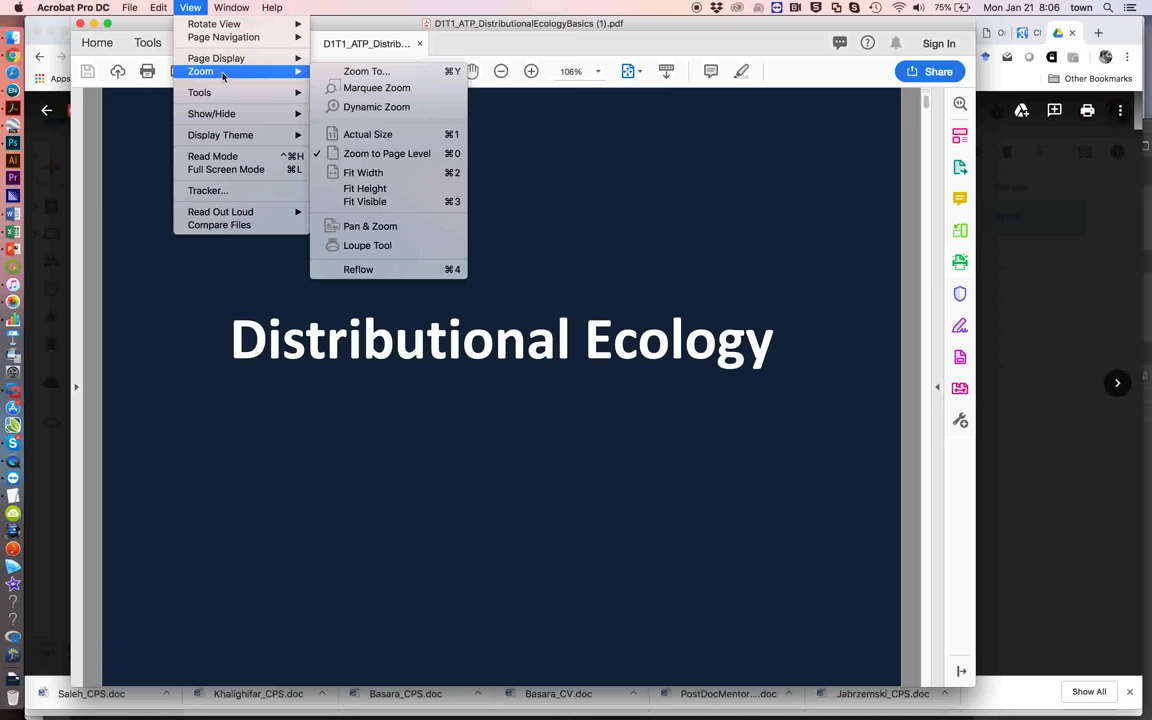 Acrobat Pro DC File Edit View Window Help
75% Mon Jan 21 8:06 town
D1T1_ATP_DistributionalEcologyBasics (1).pdf
Home Tools D1T1_ATP_Distrib... × Sign In
106% Share
Apps
Other Bookmarks
Rotate View
Page Navigation
Page Display
Zoom
Tools
Show/Hide
Display Theme
Read Mode ^⌘H
Full Screen Mode ⌘L
Tracker...
Read Out Loud
Compare Files
Zoom To... ⌘Y
Marquee Zoom
Dynamic Zoom
Actual Size ⌘1
Zoom to Page Level ⌘0
Fit Width ⌘2
Fit Height
Fit Visible ⌘3
Pan & Zoom
Loupe Tool
Reflow ⌘4
Distributional Ecology
Saleh_CPS.doc Khalighifar_CPS.doc Basara_CPS.doc Basara_CV.doc PostDocMentor....doc Jabrzemski_CPS.doc Show All